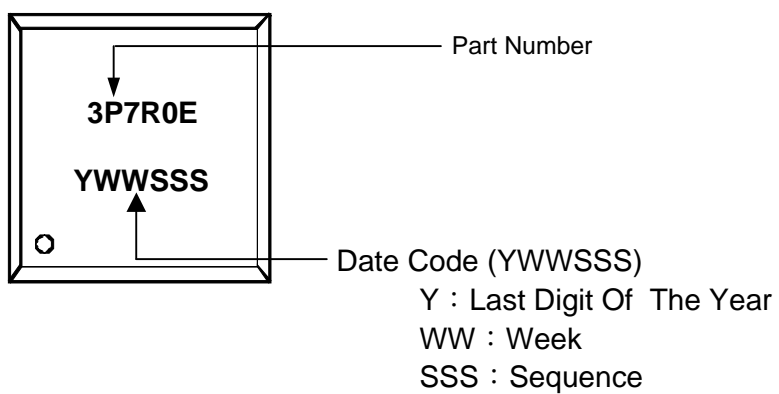 Part Number
3P7R0E
YWWSSS
Date Code (YWWSSS)
Y：Last Digit Of The Year
WW：Week
SSS：Sequence